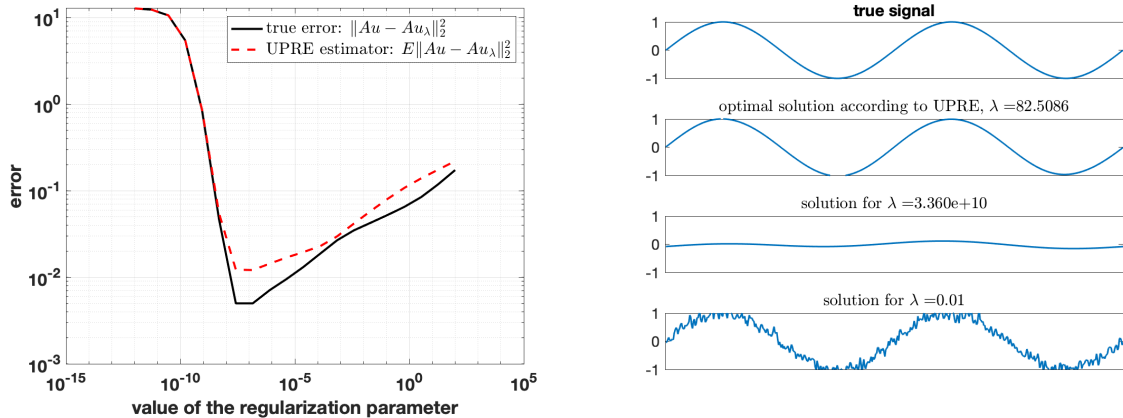 10^1
10^0
10^-1
10^-2
10^-3
error
10^-15
10^-10
10^-5
10^0
10^5
value of the regularization parameter
true error: ‖Au − Au_λ‖_2^2
UPRE estimator: E‖Au − Au_λ‖_2^2
true signal
1
0
-1
optimal solution according to UPRE, λ =82.5086
1
0
-1
solution for λ =3.360e+10
1
0
-1
solution for λ =0.01
1
0
-1